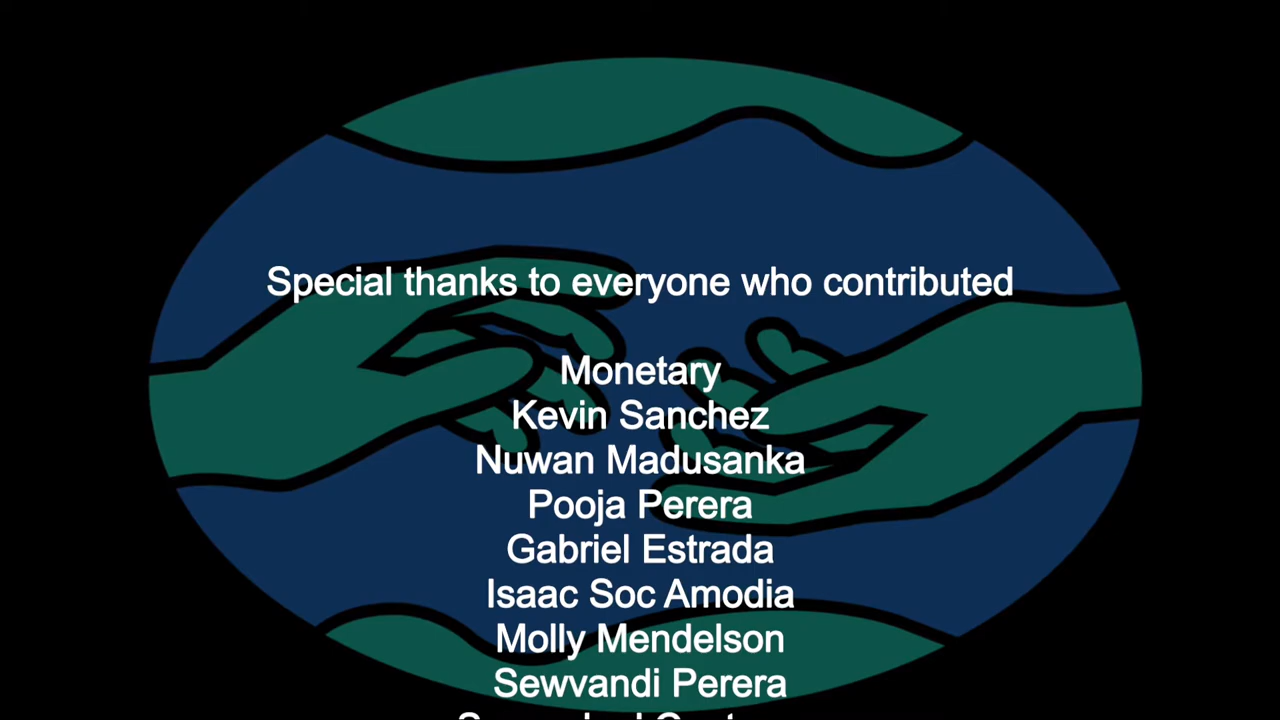 Special thanks to everyone who contributed
Monetary
Kevin Sanchez
Nuwan Madusanka
Pooja Perera
Gabriel Estrada
Isaac Soc Amodia
Molly Mendelson
Sewvandi Perera